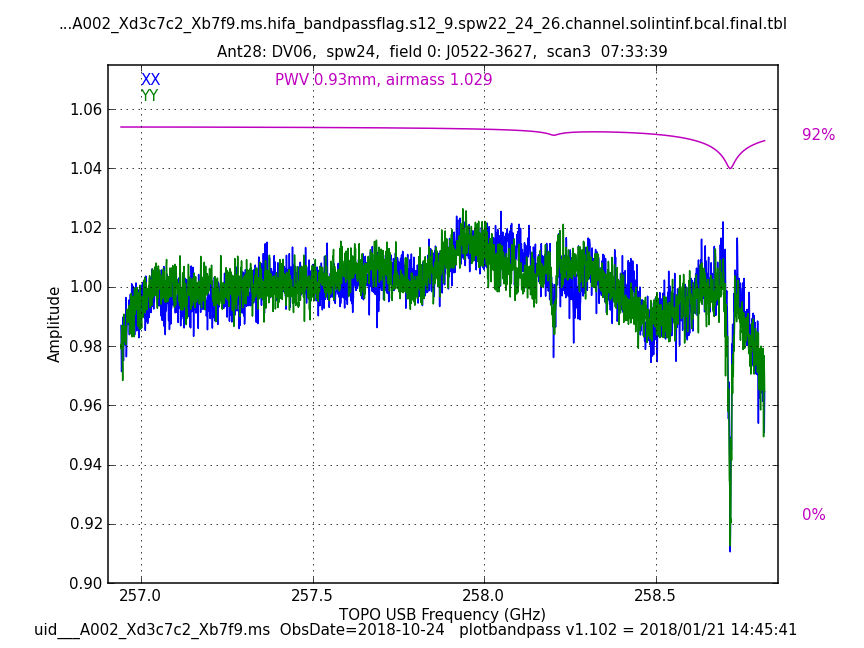 ...A002_Xd3c7c2_Xb7f9.ms.hifa_bandpassflag.s12_9.spw22_24_26.channel.solintinf.bcal.final.tbl
Ant28: DV06,  spw24,  field 0: J0522-3627,  scan3  07:33:39
XX
PWV 0.93mm, airmass 1.029
YY
1.06
92%
1.04
1.02
1.00
Amplitude
0.98
0.96
0.94
0.92
0%
0.90
257.0 257.5 258.0 258.5
TOPO USB Frequency (GHz)
uid___A002_Xd3c7c2_Xb7f9.ms  ObsDate=2018-10-24   plotbandpass v1.102 = 2018/01/21 14:45:41